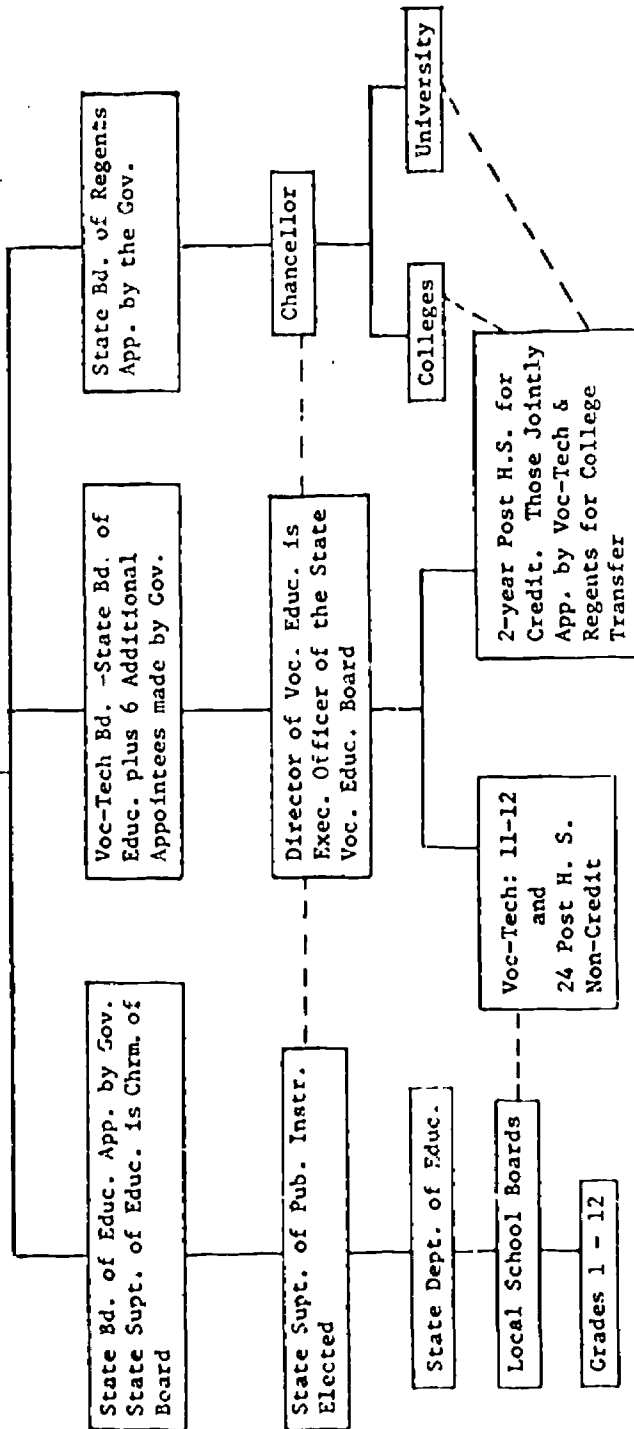 State Bd. of Educ. App. by Gov.
State Supt. of Educ. is Chrm. of
Board
State Supt. of Pub. Instr.
Elected
State Dept. of Educ.
Local School Boards
Grades 1 - 12
Voc-Tech Bd. -State Bd. of
Educ. plus 6 Additional
Appointees made by Gov.
Director of Voc. Educ. is
Exec. Officer of the State
Voc. Educ. Board
Voc-Tech: 11-12
and
24 Post H. S.
Non-Credit
2-year Post H.S. for
Credit. Those Jointly
App. by Voc-Tech &
Regents for College
Transfer
State Bd. of Regents
App. by the Gov.
Chancellor
Colleges
University